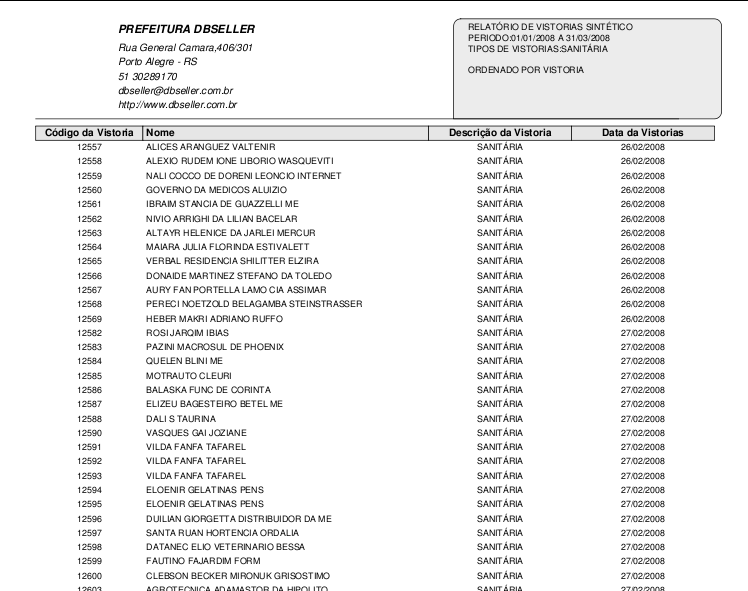 PREFEITURA DBSELLER
Rua General Camara,406/301
Porto Alegre - RS
51 30289170
dbseller@dbseller.com.br
http://www.dbseller.com.br
RELATÓRIO DE VISTORIAS SINTÉTICO
PERIODO:01/01/2008 A 31/03/2008
TIPOS DE VISTORIAS:SANITÁRIA
ORDENADO POR VISTORIA
Código da Vistoria Nome Descrição da Vistoria Data da Vistorias
12557 ALICES ARANGUEZ VALTENIR SANITÁRIA 26/02/2008
12558 ALEXIO RUDEM IONE LIBORIO WASQUEVITI SANITÁRIA 26/02/2008
12559 NALI COCCO DE DORENI LEONCIO INTERNET SANITÁRIA 26/02/2008
12560 GOVERNO DA MEDICOS ALUIZIO SANITÁRIA 26/02/2008
12561 IBRAIM STANCIA DE GUAZZELLI ME SANITÁRIA 26/02/2008
12562 NIVIO ARRIGHI DA LILIAN BACELAR SANITÁRIA 26/02/2008
12563 ALTAYR HELENICE DA JARLEI MERCUR SANITÁRIA 26/02/2008
12564 MAIARA JULIA FLORINDA ESTIVALETT SANITÁRIA 26/02/2008
12565 VERBAL RESIDENCIA SHILITTER ELZIRA SANITÁRIA 26/02/2008
12566 DONAIDE MARTINEZ STEFANO DA TOLEDO SANITÁRIA 26/02/2008
12567 AURY FAN PORTELLA LAMO CIA ASSIMAR SANITÁRIA 26/02/2008
12568 PERECI NOETZOLD BELAGAMBA STEINSTRASSER SANITÁRIA 26/02/2008
12569 HEBER MAKRI ADRIANO RUFFO SANITÁRIA 26/02/2008
12582 ROSI JARQIM IBIAS SANITÁRIA 27/02/2008
12583 PAZINI MACROSUL DE PHOENIX SANITÁRIA 27/02/2008
12584 QUELEN BLINI ME SANITÁRIA 27/02/2008
12585 MOTRAUTO CLEURI SANITÁRIA 27/02/2008
12586 BALASKA FUNC DE CORINTA SANITÁRIA 27/02/2008
12587 ELIZEU BAGESTEIRO BETEL ME SANITÁRIA 27/02/2008
12588 DALI S TAURINA SANITÁRIA 27/02/2008
12590 VASQUES GAI JOZIANE SANITÁRIA 27/02/2008
12591 VILDA FANFA TAFAREL SANITÁRIA 27/02/2008
12592 VILDA FANFA TAFAREL SANITÁRIA 27/02/2008
12593 VILDA FANFA TAFAREL SANITÁRIA 27/02/2008
12594 ELOENIR GELATINAS PENS SANITÁRIA 27/02/2008
12595 ELOENIR GELATINAS PENS SANITÁRIA 27/02/2008
12596 DUILIAN GIORGETTA DISTRIBUIDOR DA ME SANITÁRIA 27/02/2008
12597 SANTA RUAN HORTENCIA ORDALIA SANITÁRIA 27/02/2008
12598 DATANEC ELIO VETERINARIO BESSA SANITÁRIA 27/02/2008
12599 FAUTINO FAJARDIM FORM SANITÁRIA 27/02/2008
12600 CLEBSON BECKER MIRONUK GRISOSTIMO SANITÁRIA 27/02/2008
12603 AGROTECNICA ADAMASTOR DA HIPOLITO SANITÁRIA 27/02/2008